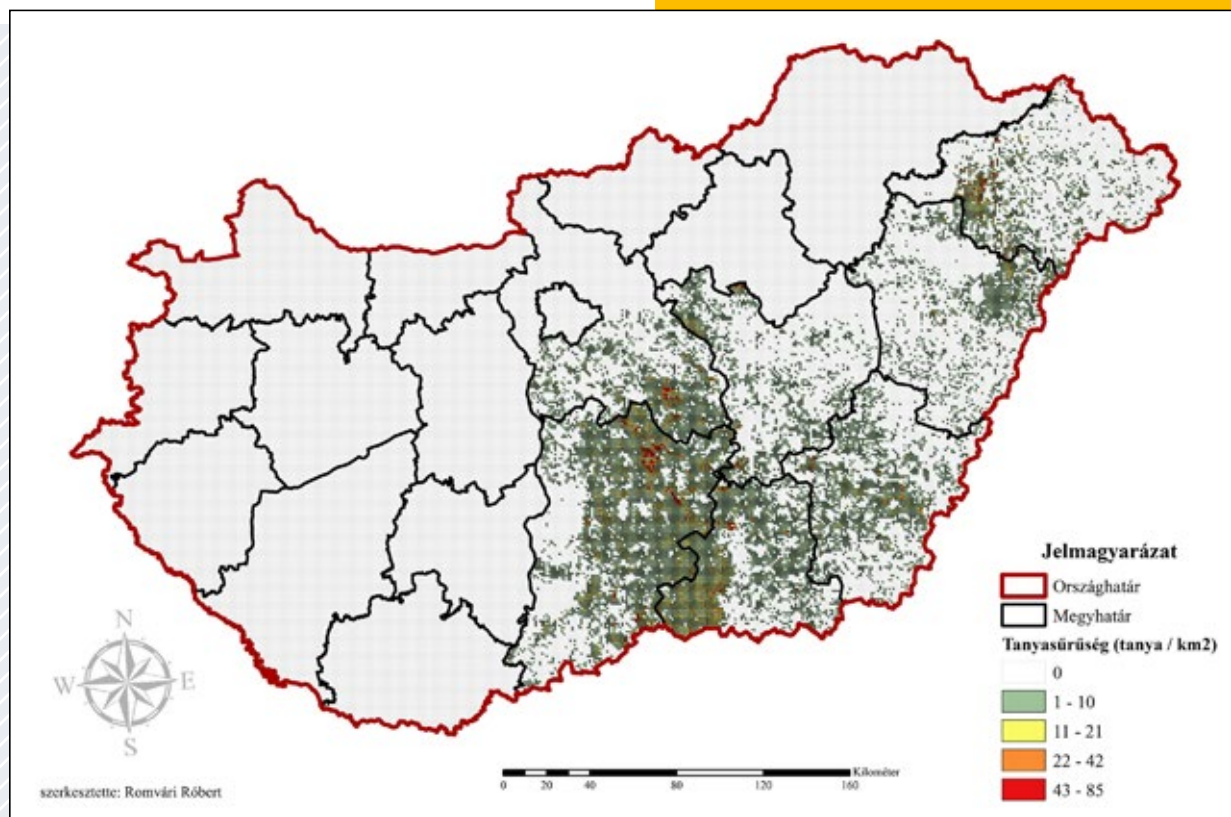 N
W
E
S
szerkesztette: Romvári Róbert
Kilométer
0 20 40 80 120 160
Jelmagyarázat
Országhatár
Megyhatár
Tanyasűrűség (tanya / km2)
0
1 - 10
11 - 21
22 - 42
43 - 85